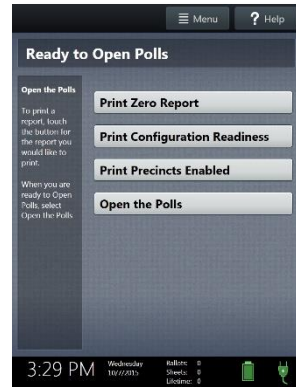 Menu
? Help
Ready to Open Polls
Open the Polls
To print a
report, touch
the button for
the report you
would like to
print.
When you are
ready to Open
Polls, select
Open the Polls
Print Zero Report
Print Configuration Readiness
Print Precincts Enabled
Open the Polls
3:29 PM
Wednesday
10/7/2015
Ballots: 0
Sheets: 0
Lifetime: 0